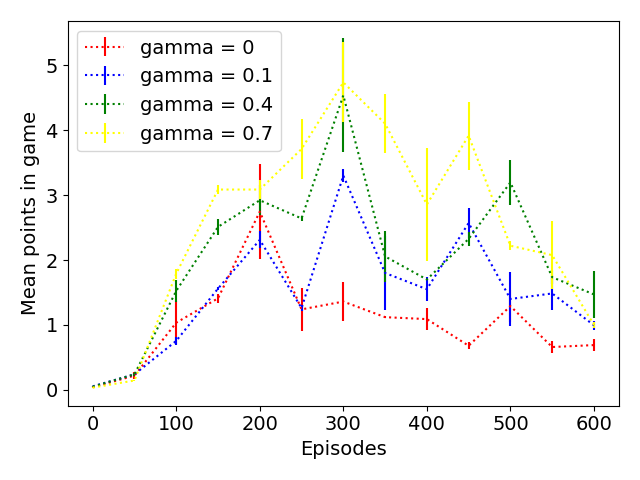 gamma = 0
gamma = 0.1
gamma = 0.4
gamma = 0.7
Mean points in game
5
4
3
2
1
0
0 100 200 300 400 500 600
Episodes